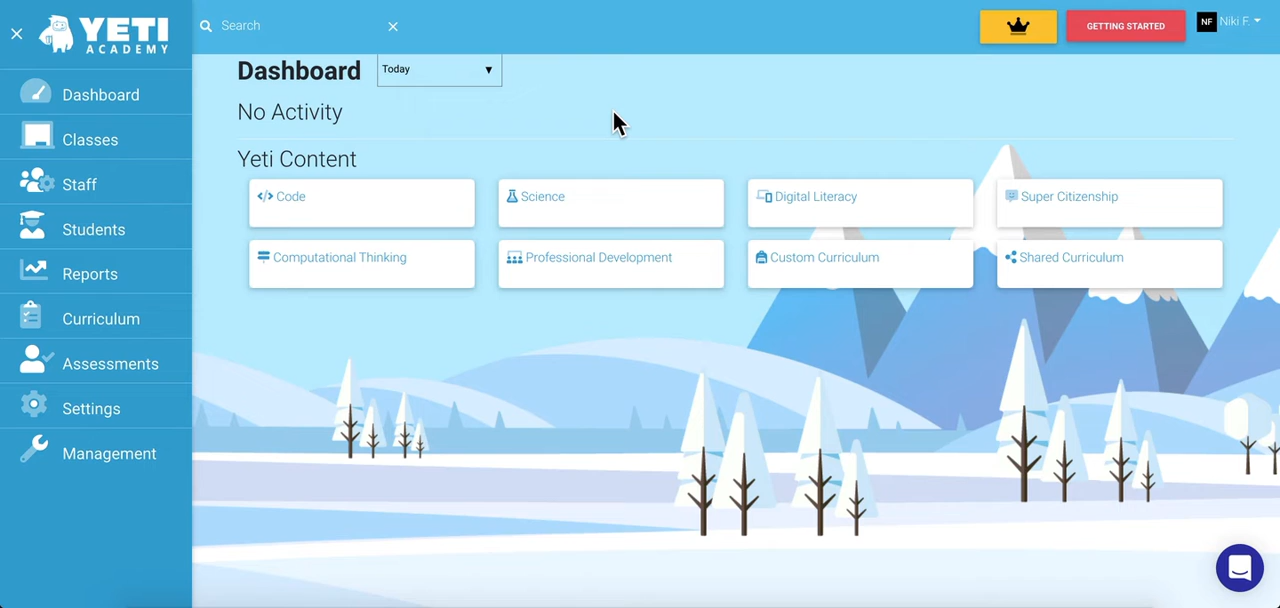 YETI
ACADEMY
Search
GETTING STARTED
NF Niki F.
Dashboard
Classes
Staff
Students
Reports
Curriculum
Assessments
Settings
Management
Dashboard Today
No Activity
Yeti Content
Code
Science
Digital Literacy
Super Citizenship
Computational Thinking
Professional Development
Custom Curriculum
Shared Curriculum